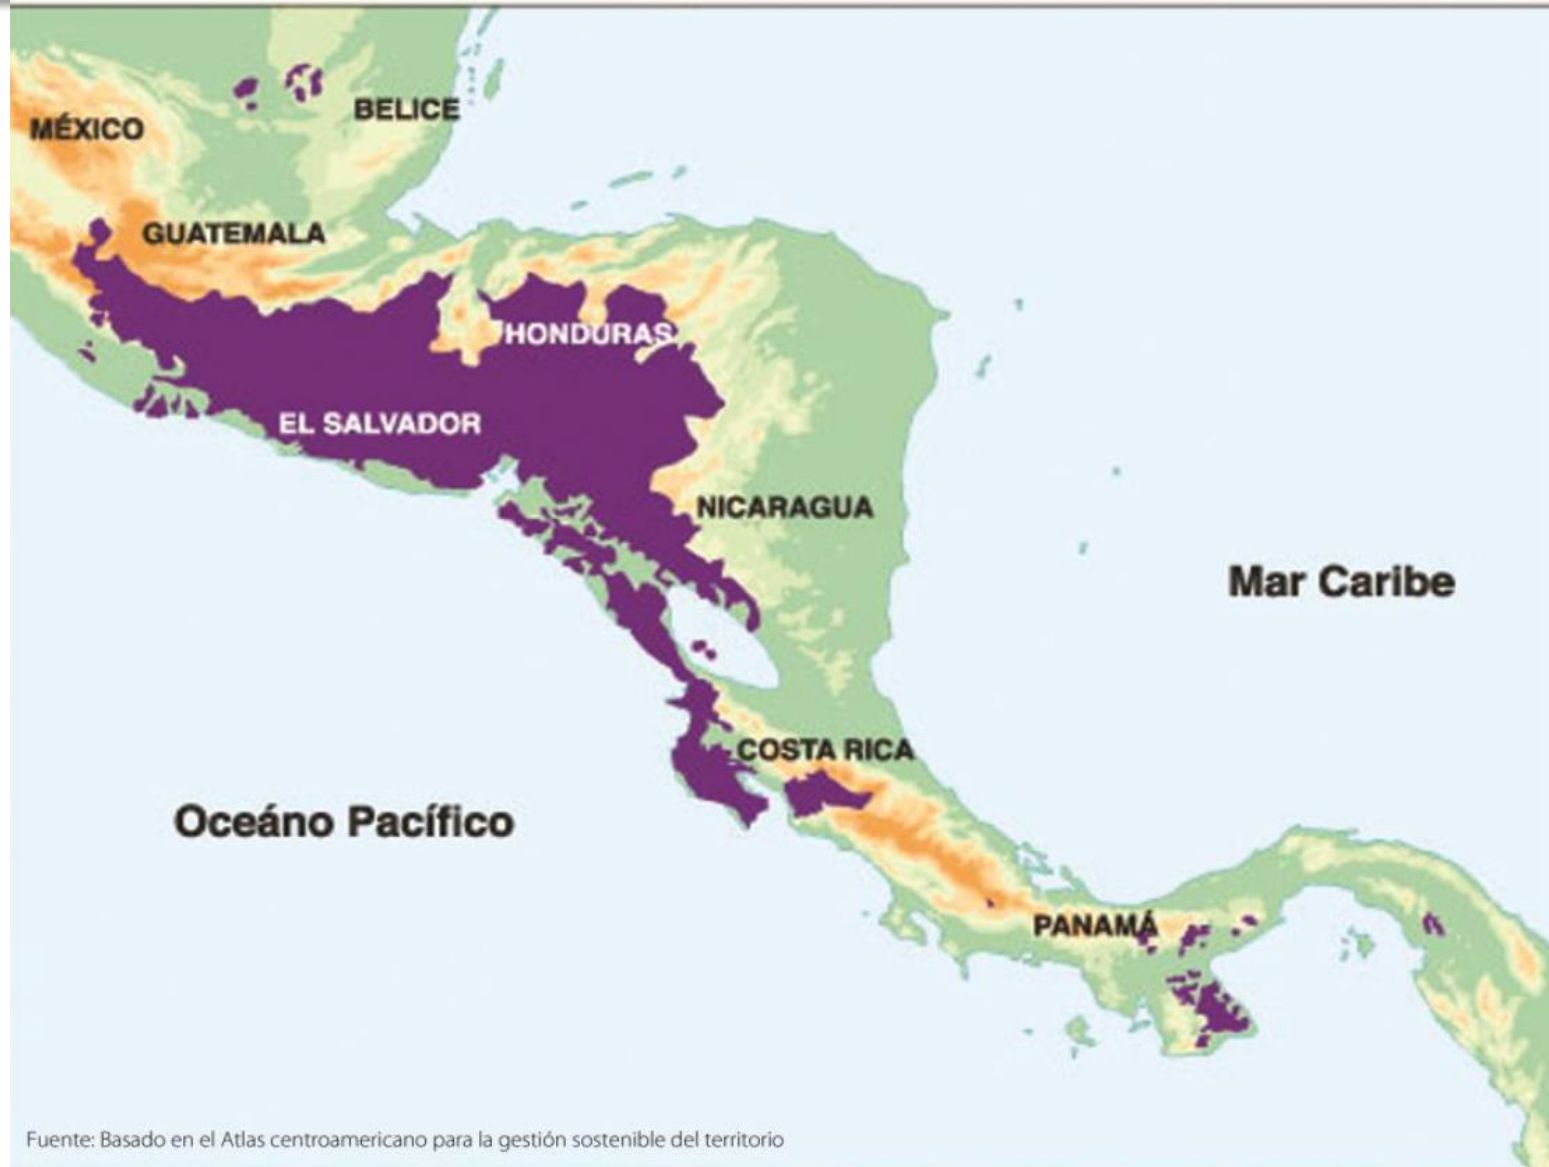 BELICE
MÉXICO
GUATEMALA
HONDURAS
EL SALVADOR
NICARAGUA
Mar Caribe
COSTA RICA
Oceáno Pacífico
PANAMÁ
Fuente: Basado en el Atlas centroamericano para la gestión sostenible del territorio